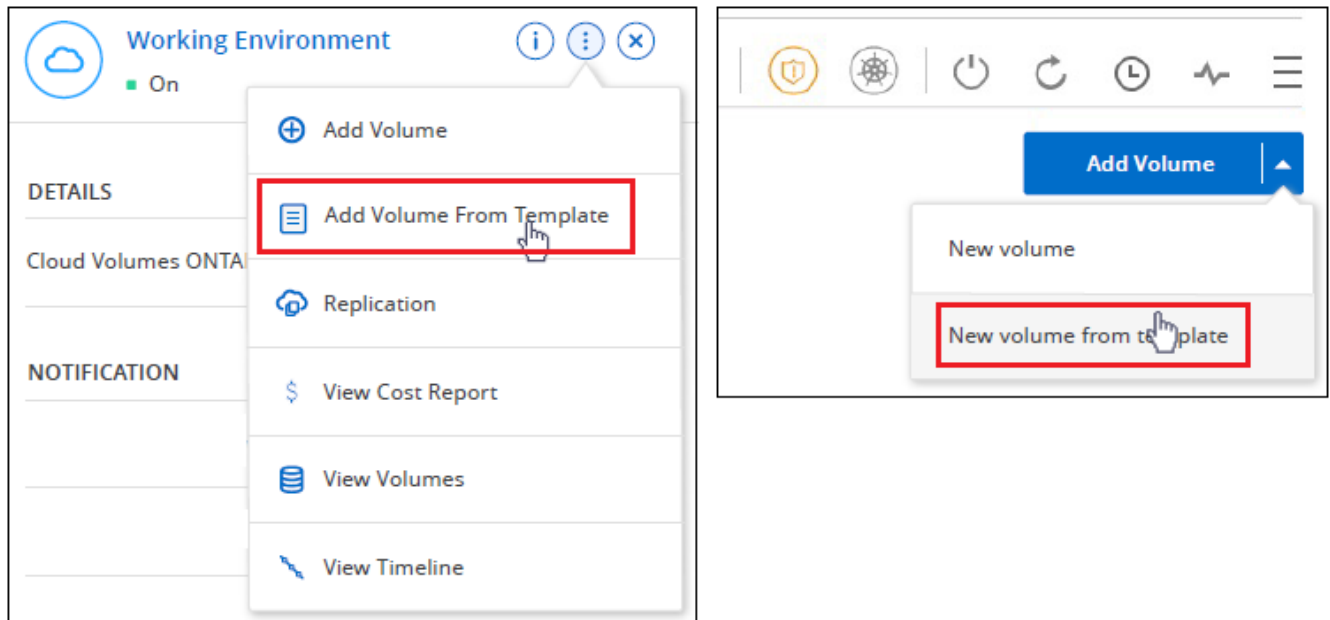 Working Environment
On
Add Volume
DETAILS
Add Volume From Template
Cloud Volumes ONTA
Replication
NOTIFICATION
View Cost Report
View Volumes
View Timeline
Add Volume
New volume
New volume from template